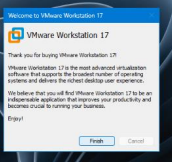 Welcome to VMware Workstation 17
VMware Workstation 17
Thank you for buying VMware Workstation 17!
VMware Workstation 17 is the most advanced virtualization
software that supports the broadest number of operating
systems and delivers the richest desktop user experience.
We believe that you will find VMware Workstation 17 to be an
indispensable application that improves your productivity and
becomes crucial to running your business.
Enjoy!
Finish Cancel